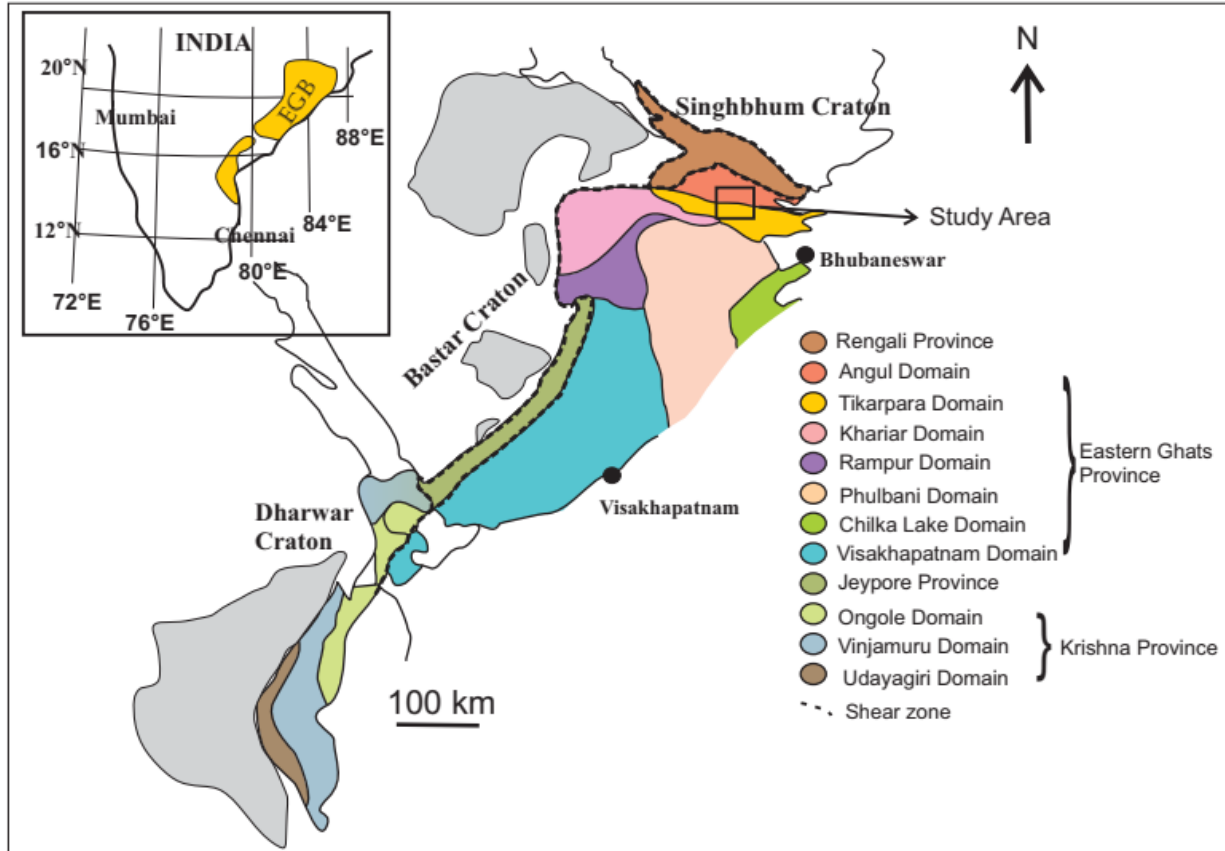 INDIA
20°N
Mumbai
EGB
88°E
16°N
84°E
12°N
Chennai
80°E
72°E
76°E
N
Singhbhum Craton
Study Area
Bhubaneswar
Bastar Craton
Visakhapatnam
Dharwar
Craton
100 km
Rengali Province
Angul Domain
Tikarpara Domain
Khariar Domain
Rampur Domain
Phulbani Domain
Chilka Lake Domain
Visakhapatnam Domain
Jeypore Province
Ongole Domain
Vinjamuru Domain
Udayagiri Domain
Shear zone
Eastern Ghats
Province
Krishna Province